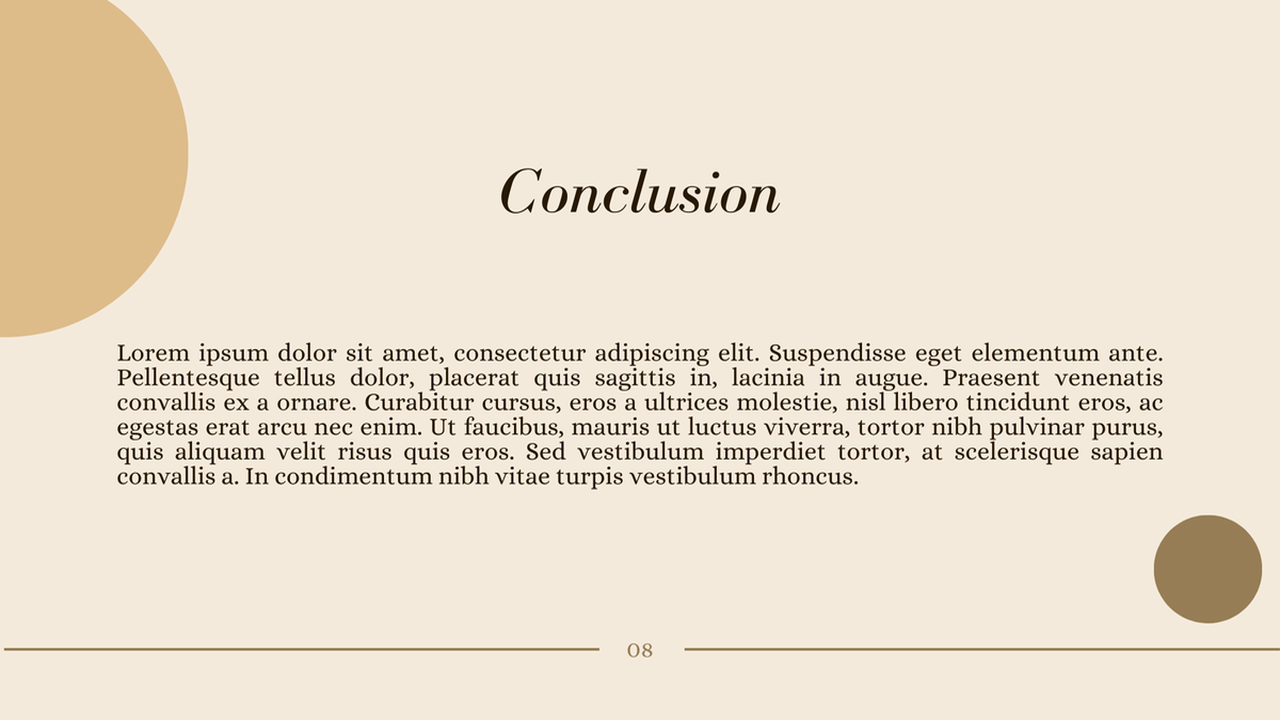 Conclusion
Lorem ipsum dolor sit amet, consectetur adipiscing elit. Suspendisse eget elementum ante.
Pellentesque tellus dolor, placerat quis sagittis in, lacinia in augue. Praesent venenatis
convallis ex a ornare. Curabitur cursus, eros a ultrices molestie, nisl libero tincidunt eros, ac
egestas erat arcu nec enim. Ut faucibus, mauris ut luctus viverra, tortor nibh pulvinar purus,
quis aliquam velit risus quis eros. Sed vestibulum imperdiet tortor, at scelerisque sapien
convallis a. In condimentum nibh vitae turpis vestibulum rhoncus.
08